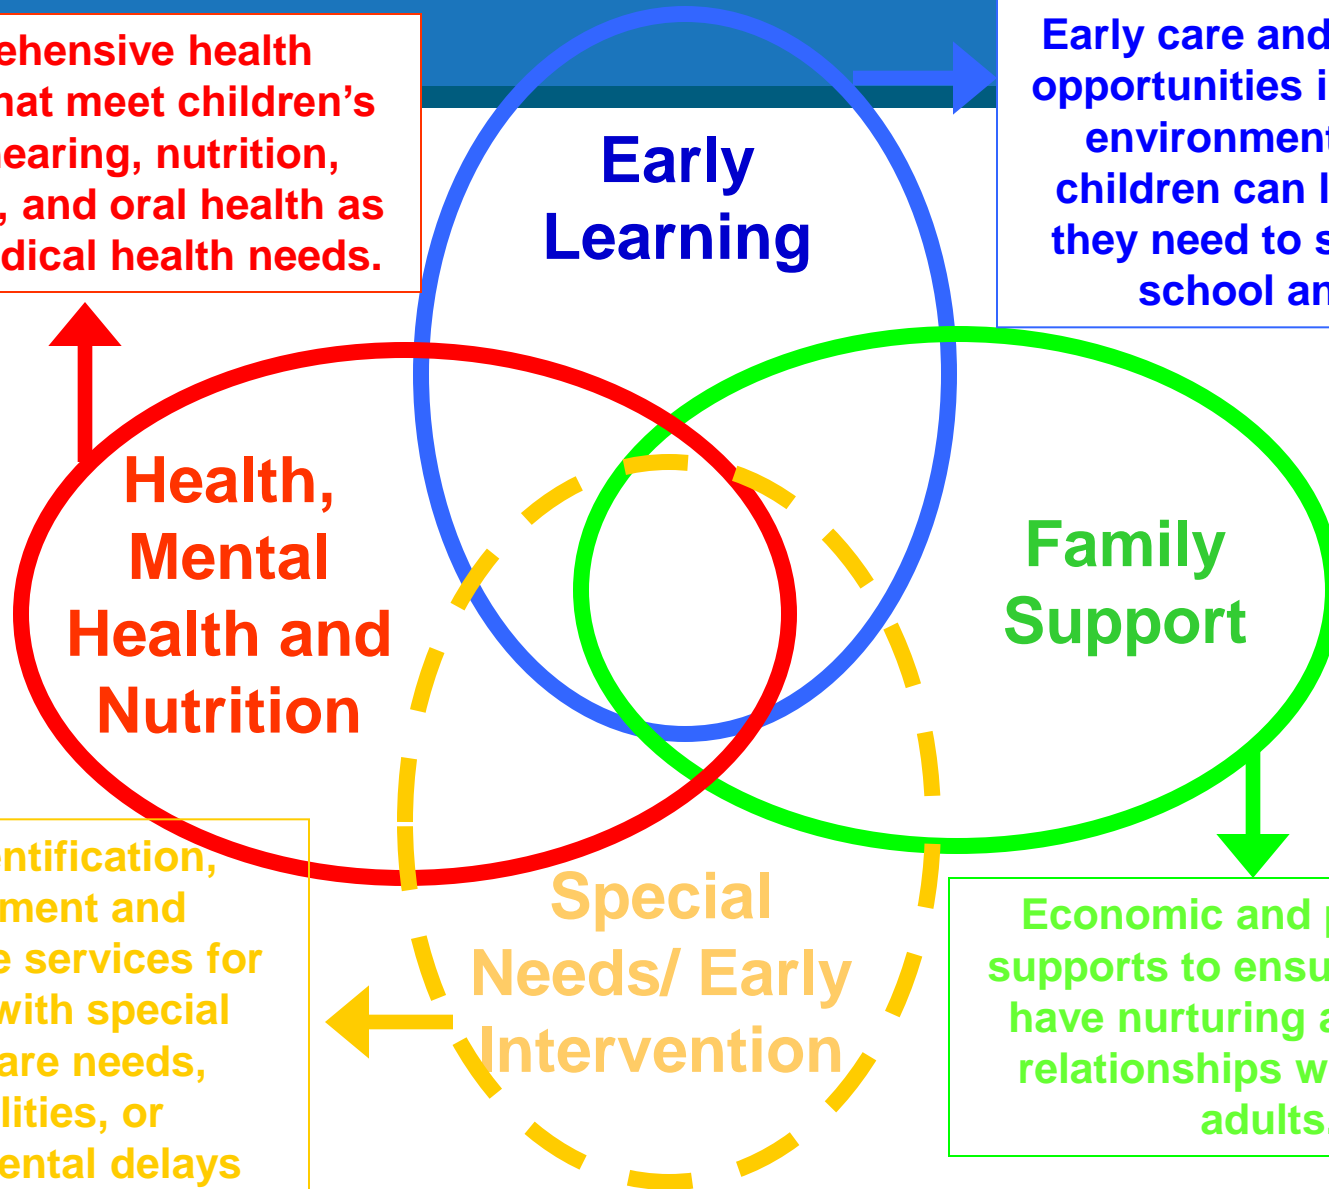 ehensive health
hat meet children's
earing, nutrition,
, and oral health as
dical health needs.
Early care and
opportunities i
environment
children can l
they need to s
school an
Early
Learning
Health,
Mental
Health and
Nutrition
Family
Support
entification,
ment and
e services for
with special
are needs,
lities, or
ental delays
Special
Needs/ Early
Intervention
Economic and p
supports to ensu
have nurturing a
relationships w
adults.